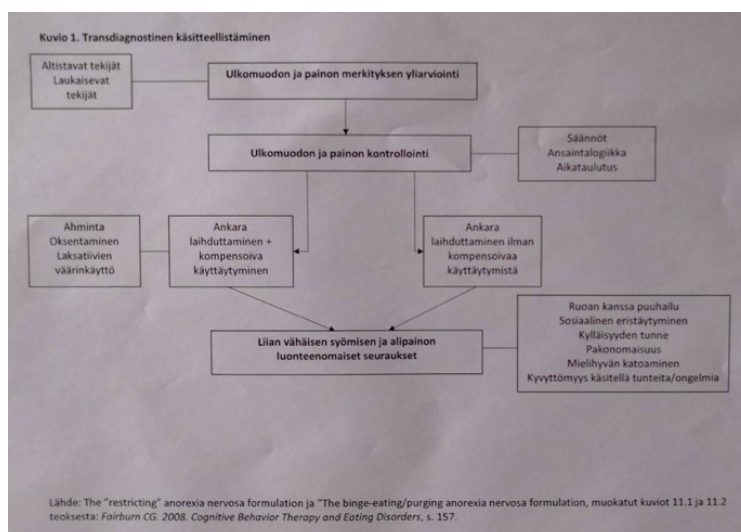 Kuvio 1. Transdiagnostinen käsitteellistäminen
Altistavat tekijät
Laukaisevat
tekijät
Ulkomuodon ja painon merkityksen yliarviointi
Ulkomuodon ja painon kontrollointi
Säännöt
Ansaintalogiikka
Aikataulutus
Ahminta
Oksentaminen
Laksatiivien
väärinkäyttö
Ankara
laihduttaminen +
kompensoiva
käyttäytyminen
Ankara
laihduttaminen ilman
kompensoivaa
käyttäytymistä
Liian vähäisen syömisen ja alipainon
luonteenomaiset seuraukset
Ruoan kanssa puuhailu
Sosiaalinen eristäytyminen
Kylläisyyden tunne
Pakonomaisuus
Mielihyvän katoaminen
Kyvyttömyys käsitellä tunteita/ongelmia
Lähde: The "restricting" anorexia nervosa formulation ja "The binge-eating/purging anorexia nervosa formulation, muokatut kuviot 11.1 ja 11.2
teoksesta: Fairburn CG. 2008. Cognitive Behavior Therapy and Eating Disorders, s. 157.